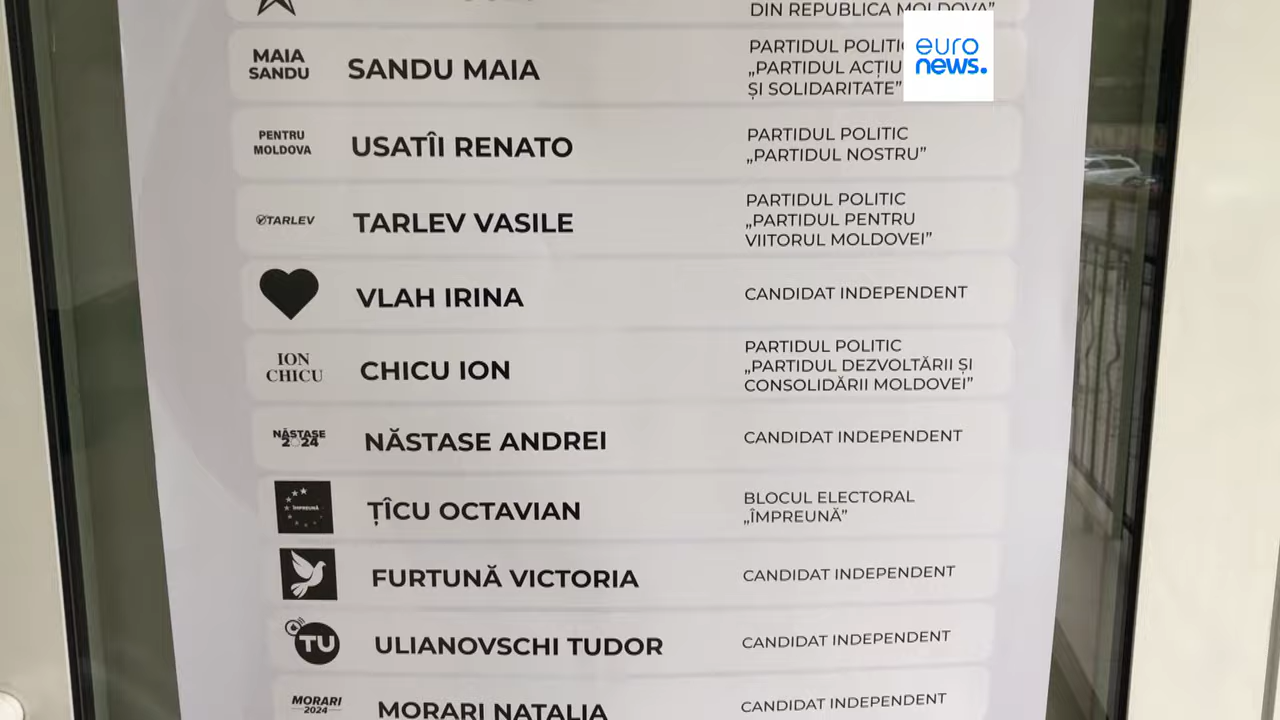 DIN REPUBLICA MOLDOVA”
euro
news.
MAIA
SANDU
SANDU MAIA
PARTIDUL POLITIC
„PARTIDUL
ȘI SOLIDARITATE”
PENTRU
MOLDOVA
USATÎI RENATO
PARTIDUL POLITIC
„PARTIDUL NOSTRU”
TARLEV
TARLEV VASILE
PARTIDUL POLITIC
„PARTIDUL PENTRU
VIITORUL MOLDOVEI”
VLAH IRINA
CANDIDAT INDEPENDENT
ION
CHICU
CHICU ION
PARTIDUL POLITIC
„PARTIDUL DEZVOLTĂRII ȘI
CONSOLIDĂRII MOLDOVEI”
NĂSTASE
2024
NĂSTASE ANDREI
CANDIDAT INDEPENDENT
ÎMPREUNĂ
ȚÎCU OCTAVIAN
BLOCUL ELECTORAL
„ÎMPREUNĂ”
FURTUNĂ VICTORIA
CANDIDAT INDEPENDENT
TU
ULIANOVSCHI TUDOR
CANDIDAT INDEPENDENT
MORARI
2024
MORARI NATALIA
CANDIDAT INDEPENDENT